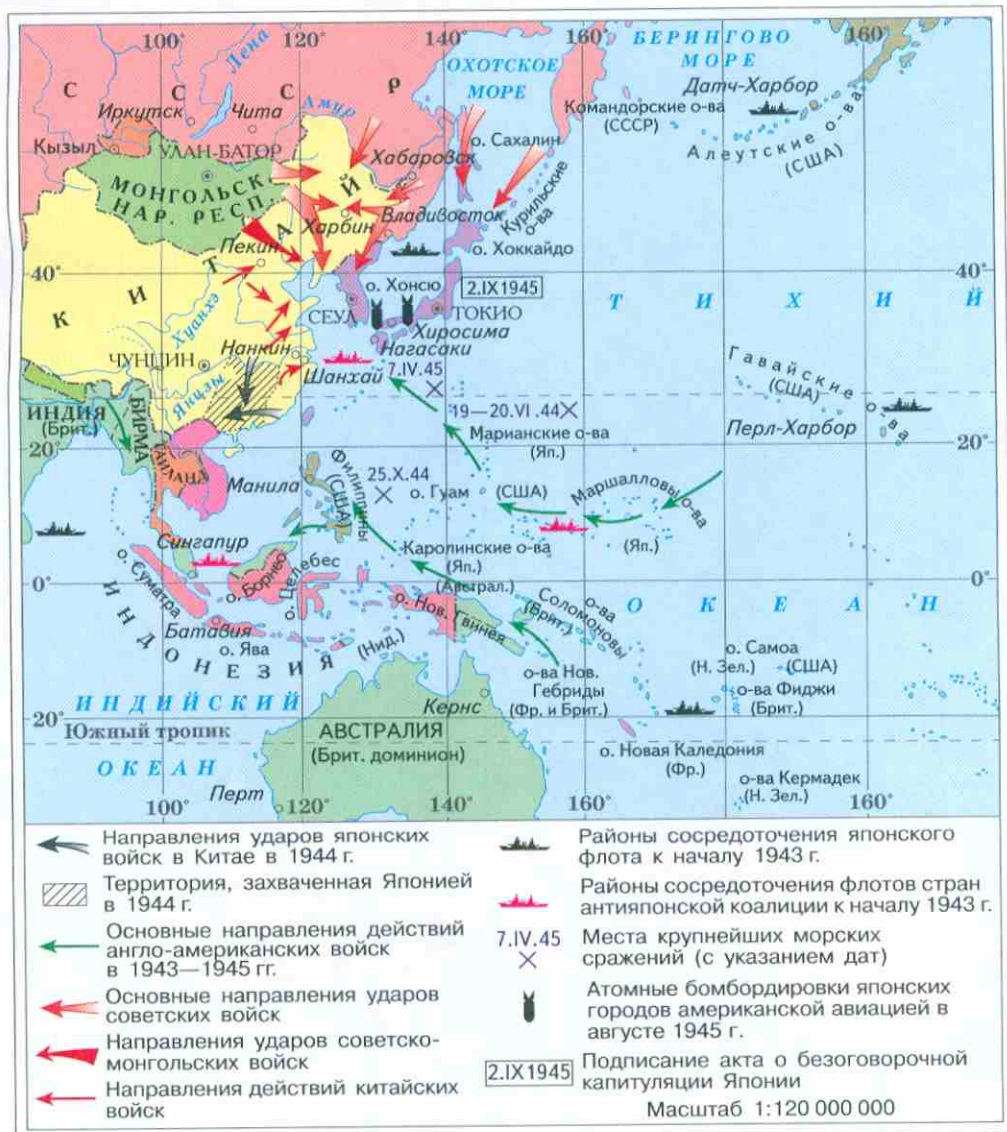 100°
120°
140°
160°
160°
БЕРИНГОВО
МОРЕ
ОХОТСКОЕ
МОРЕ
Датч-Харбор
Лена
С С С Р
Амур
Иркутск
Чита
Командорские о-ва
(СССР)
Алеутские о-ва
(США)
о. Сахалин
Кызыл
УЛАН-БАТОР
Хабаровск
МОНГОЛЬСК.
НАР. РЕСП.
Курильские
о-ва
Владивосток
Харбин
о. Хоккайдо
Пекин
КИТАЙ
40°
40°
о. Хонсю
2.IX1945
ТИХИЙ
Хуанхэ
СЕУЛ
ТОКИО
Хиросима
Нагасаки
ЧУНЦИН
Нанкин
Шанхай
7.IV.45
Гавайские
(США)
о-ва
Янцзы
ИНДИЯ
(Брит.)
БИРМА
19—20.VI.44
Марианские о-ва
(Яп.)
Перл-Харбор
20°
20°
ТАИЛАНД
Манила
Филиппины
(США)
25.X.44
о. Гуам
(США)
Маршалловы о-ва
(Яп.)
Сингапур
Каролинские о-ва
(Яп.)
(Австрал.)
0°
0°
о. Суматра
о. Борнео
о. Целебес
о. Нов. Гвинея
Соломоновы
о-ва
(Брит.)
ОКЕАН
Батавия
о. Ява
(Нид.)
ИНДОНЕЗИЯ
о. Самоа
(Н. Зел.)
(США)
о-ва Нов.
Гебриды
(Фр. и Брит.)
о-ва Фиджи
(Брит.)
ИНДИЙСКИЙ
ОКЕАН
20°
Южный тропик
Кернс
АВСТРАЛИЯ
(Брит. доминион)
о. Новая Каледония
(Фр.)
о-ва Кермадек
(Н. Зел.)
Перт
100°
120°
140°
160°
160°
Направления ударов японских
войск в Китае в 1944 г.
Территория, захваченная Японией
в 1944 г.
Основные направления действий
англо-американских войск
в 1943—1945 гг.
Основные направления ударов
советских войск
Направления ударов советско-
монгольских войск
Направления действий китайских
войск
Районы сосредоточения японского
флота к началу 1943 г.
Районы сосредоточения флотов стран
антияпонской коалиции к началу 1943 г.
7.IV.45
Места крупнейших морских
сражений (с указанием дат)
Атомные бомбордировки японских
городов американской авиацией в
августе 1945 г.
2.IX1945
Подписание акта о безоговорочной
капитуляции Японии
Масштаб 1:120 000 000